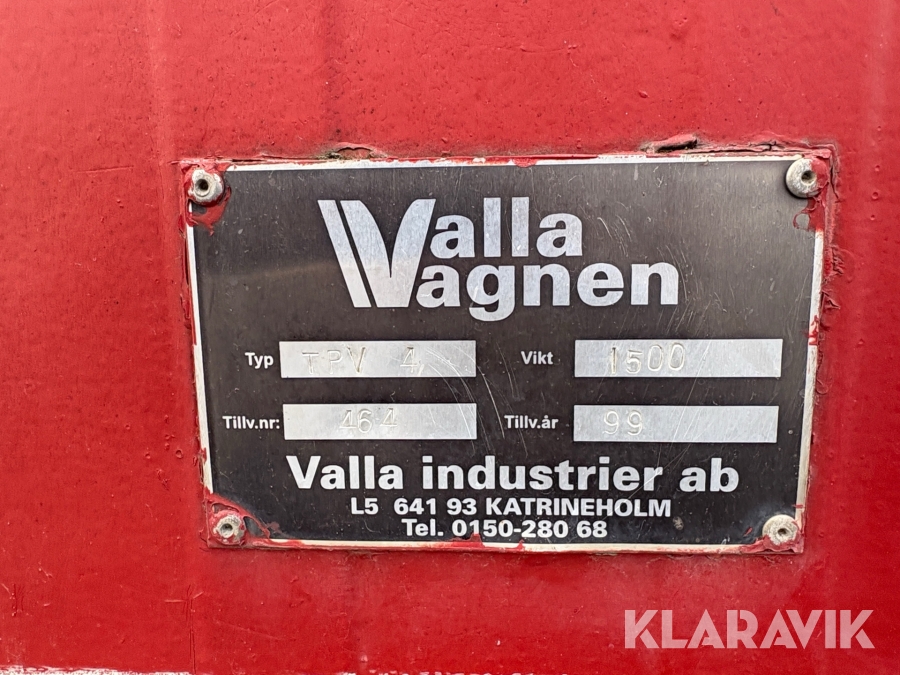 Valla
Vagnen
Typ TPV 4 Vikt 1500
Tillv.nr: 464 Tillv.år 99
Valla industrier ab
L5 641 93 KATRINEHOLM
Tel. 0150-280 68
KLARAVIK